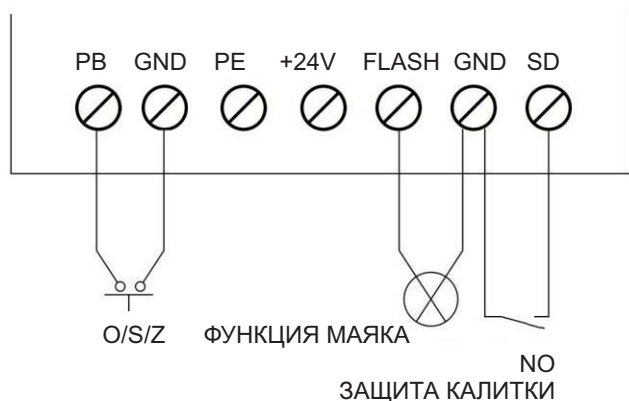 PB GND PE +24V FLASH GND SD
O/S/Z ФУНКЦИЯ МАЯКА
NO
ЗАЩИТА КАЛИТКИ